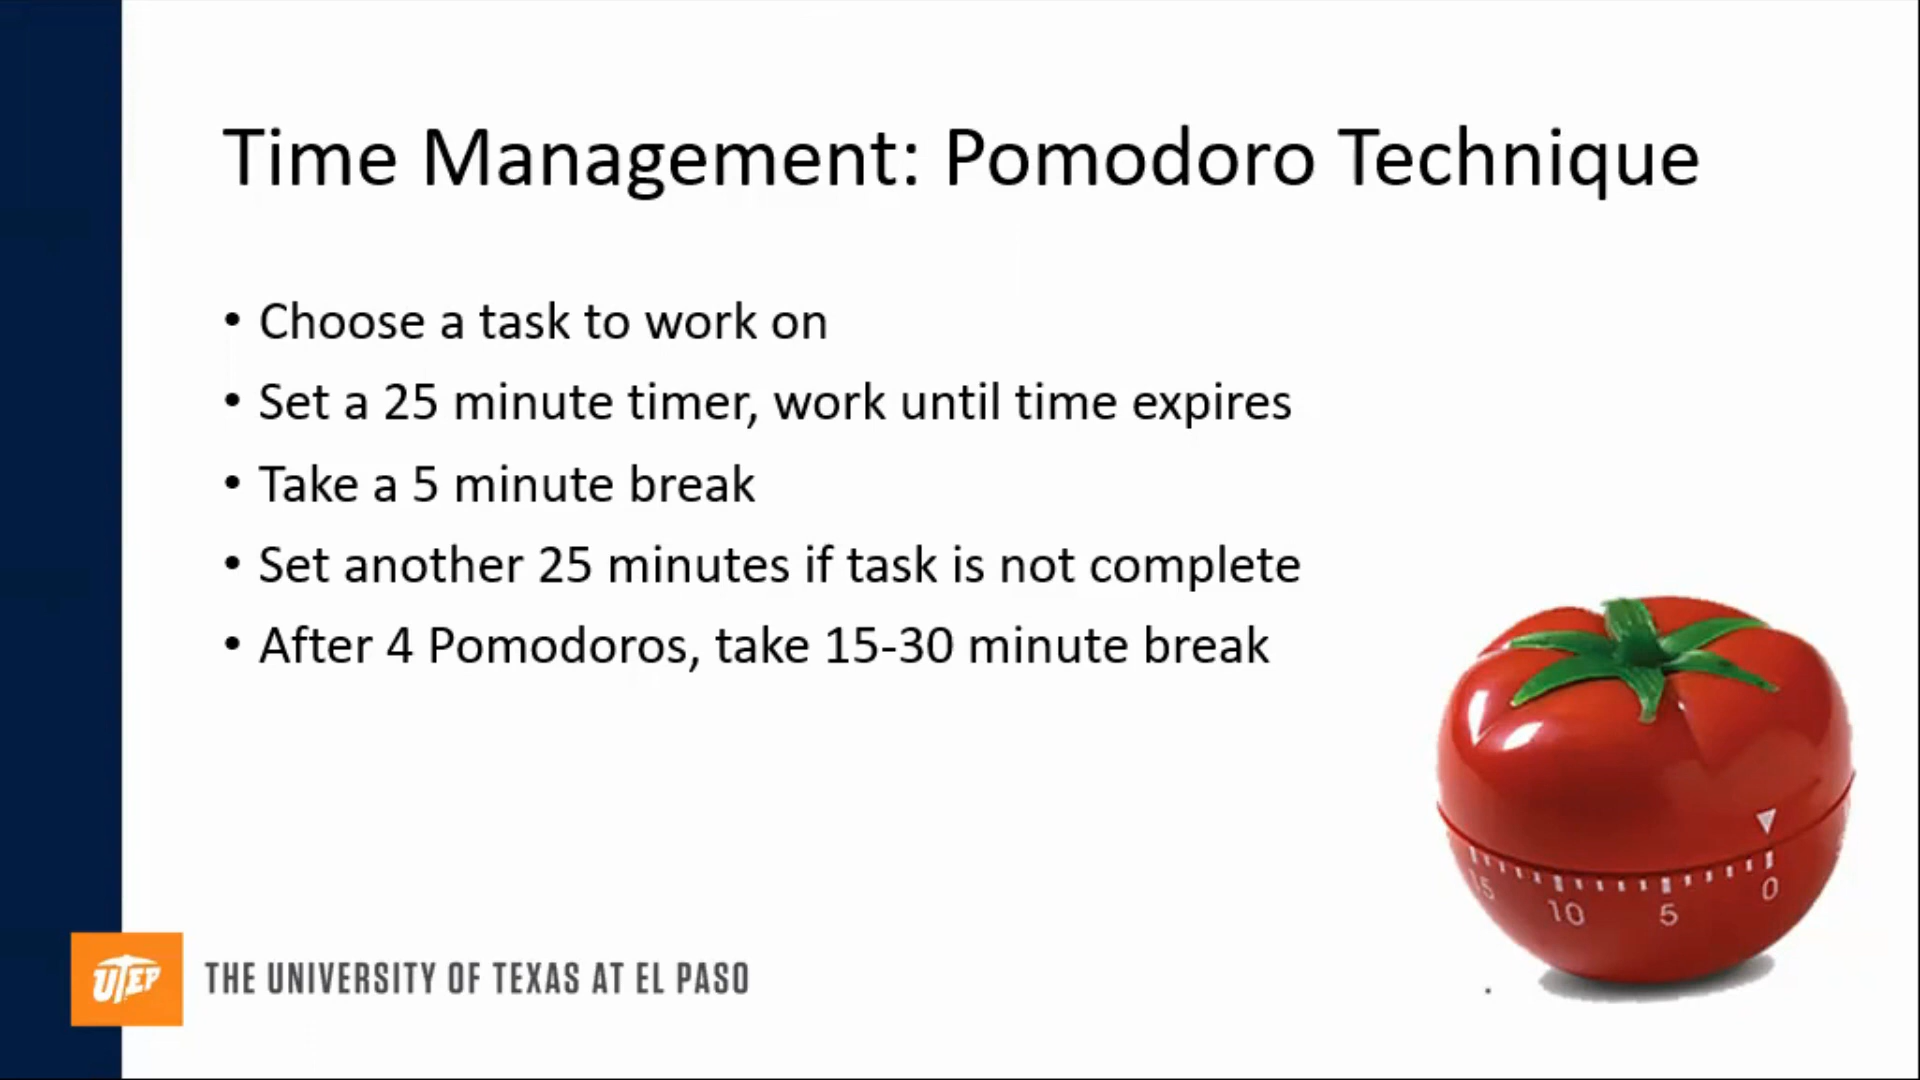 Time Management: Pomodoro Technique
• Choose a task to work on
• Set a 25 minute timer, work until time expires
• Take a 5 minute break
• Set another 25 minutes if task is not complete
• After 4 Pomodoros, take 15-30 minute break
15 10 5 0
UTEP
THE UNIVERSITY OF TEXAS AT EL PASO